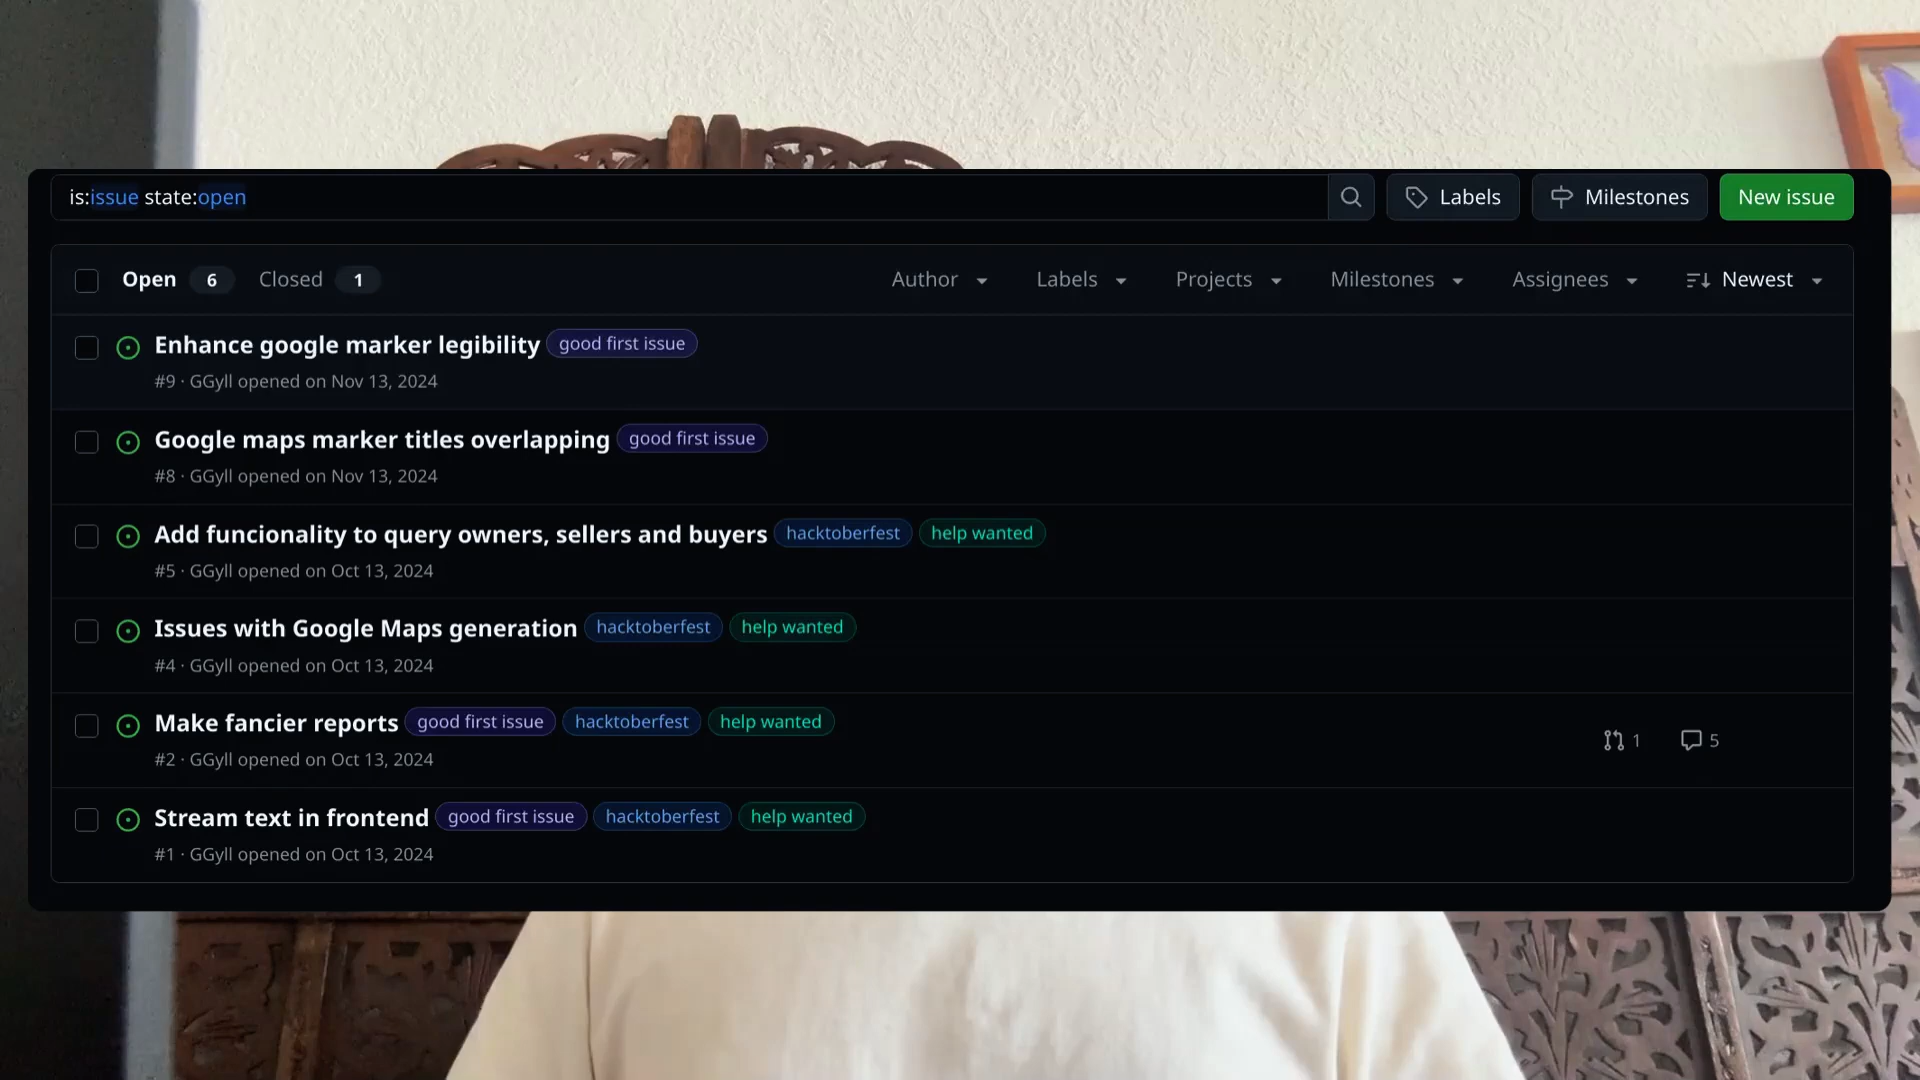 is:issue state:open
Labels
Milestones
New issue
Open 6 Closed 1
Author Labels Projects Milestones Assignees Newest
Enhance google marker legibility good first issue
#9 · GGyll opened on Nov 13, 2024
Google maps marker titles overlapping good first issue
#8 · GGyll opened on Nov 13, 2024
Add funcionality to query owners, sellers and buyers hacktoberfest help wanted
#5 · GGyll opened on Oct 13, 2024
Issues with Google Maps generation hacktoberfest help wanted
#4 · GGyll opened on Oct 13, 2024
Make fancier reports good first issue hacktoberfest help wanted
1 5
#2 · GGyll opened on Oct 13, 2024
Stream text in frontend good first issue hacktoberfest help wanted
#1 · GGyll opened on Oct 13, 2024